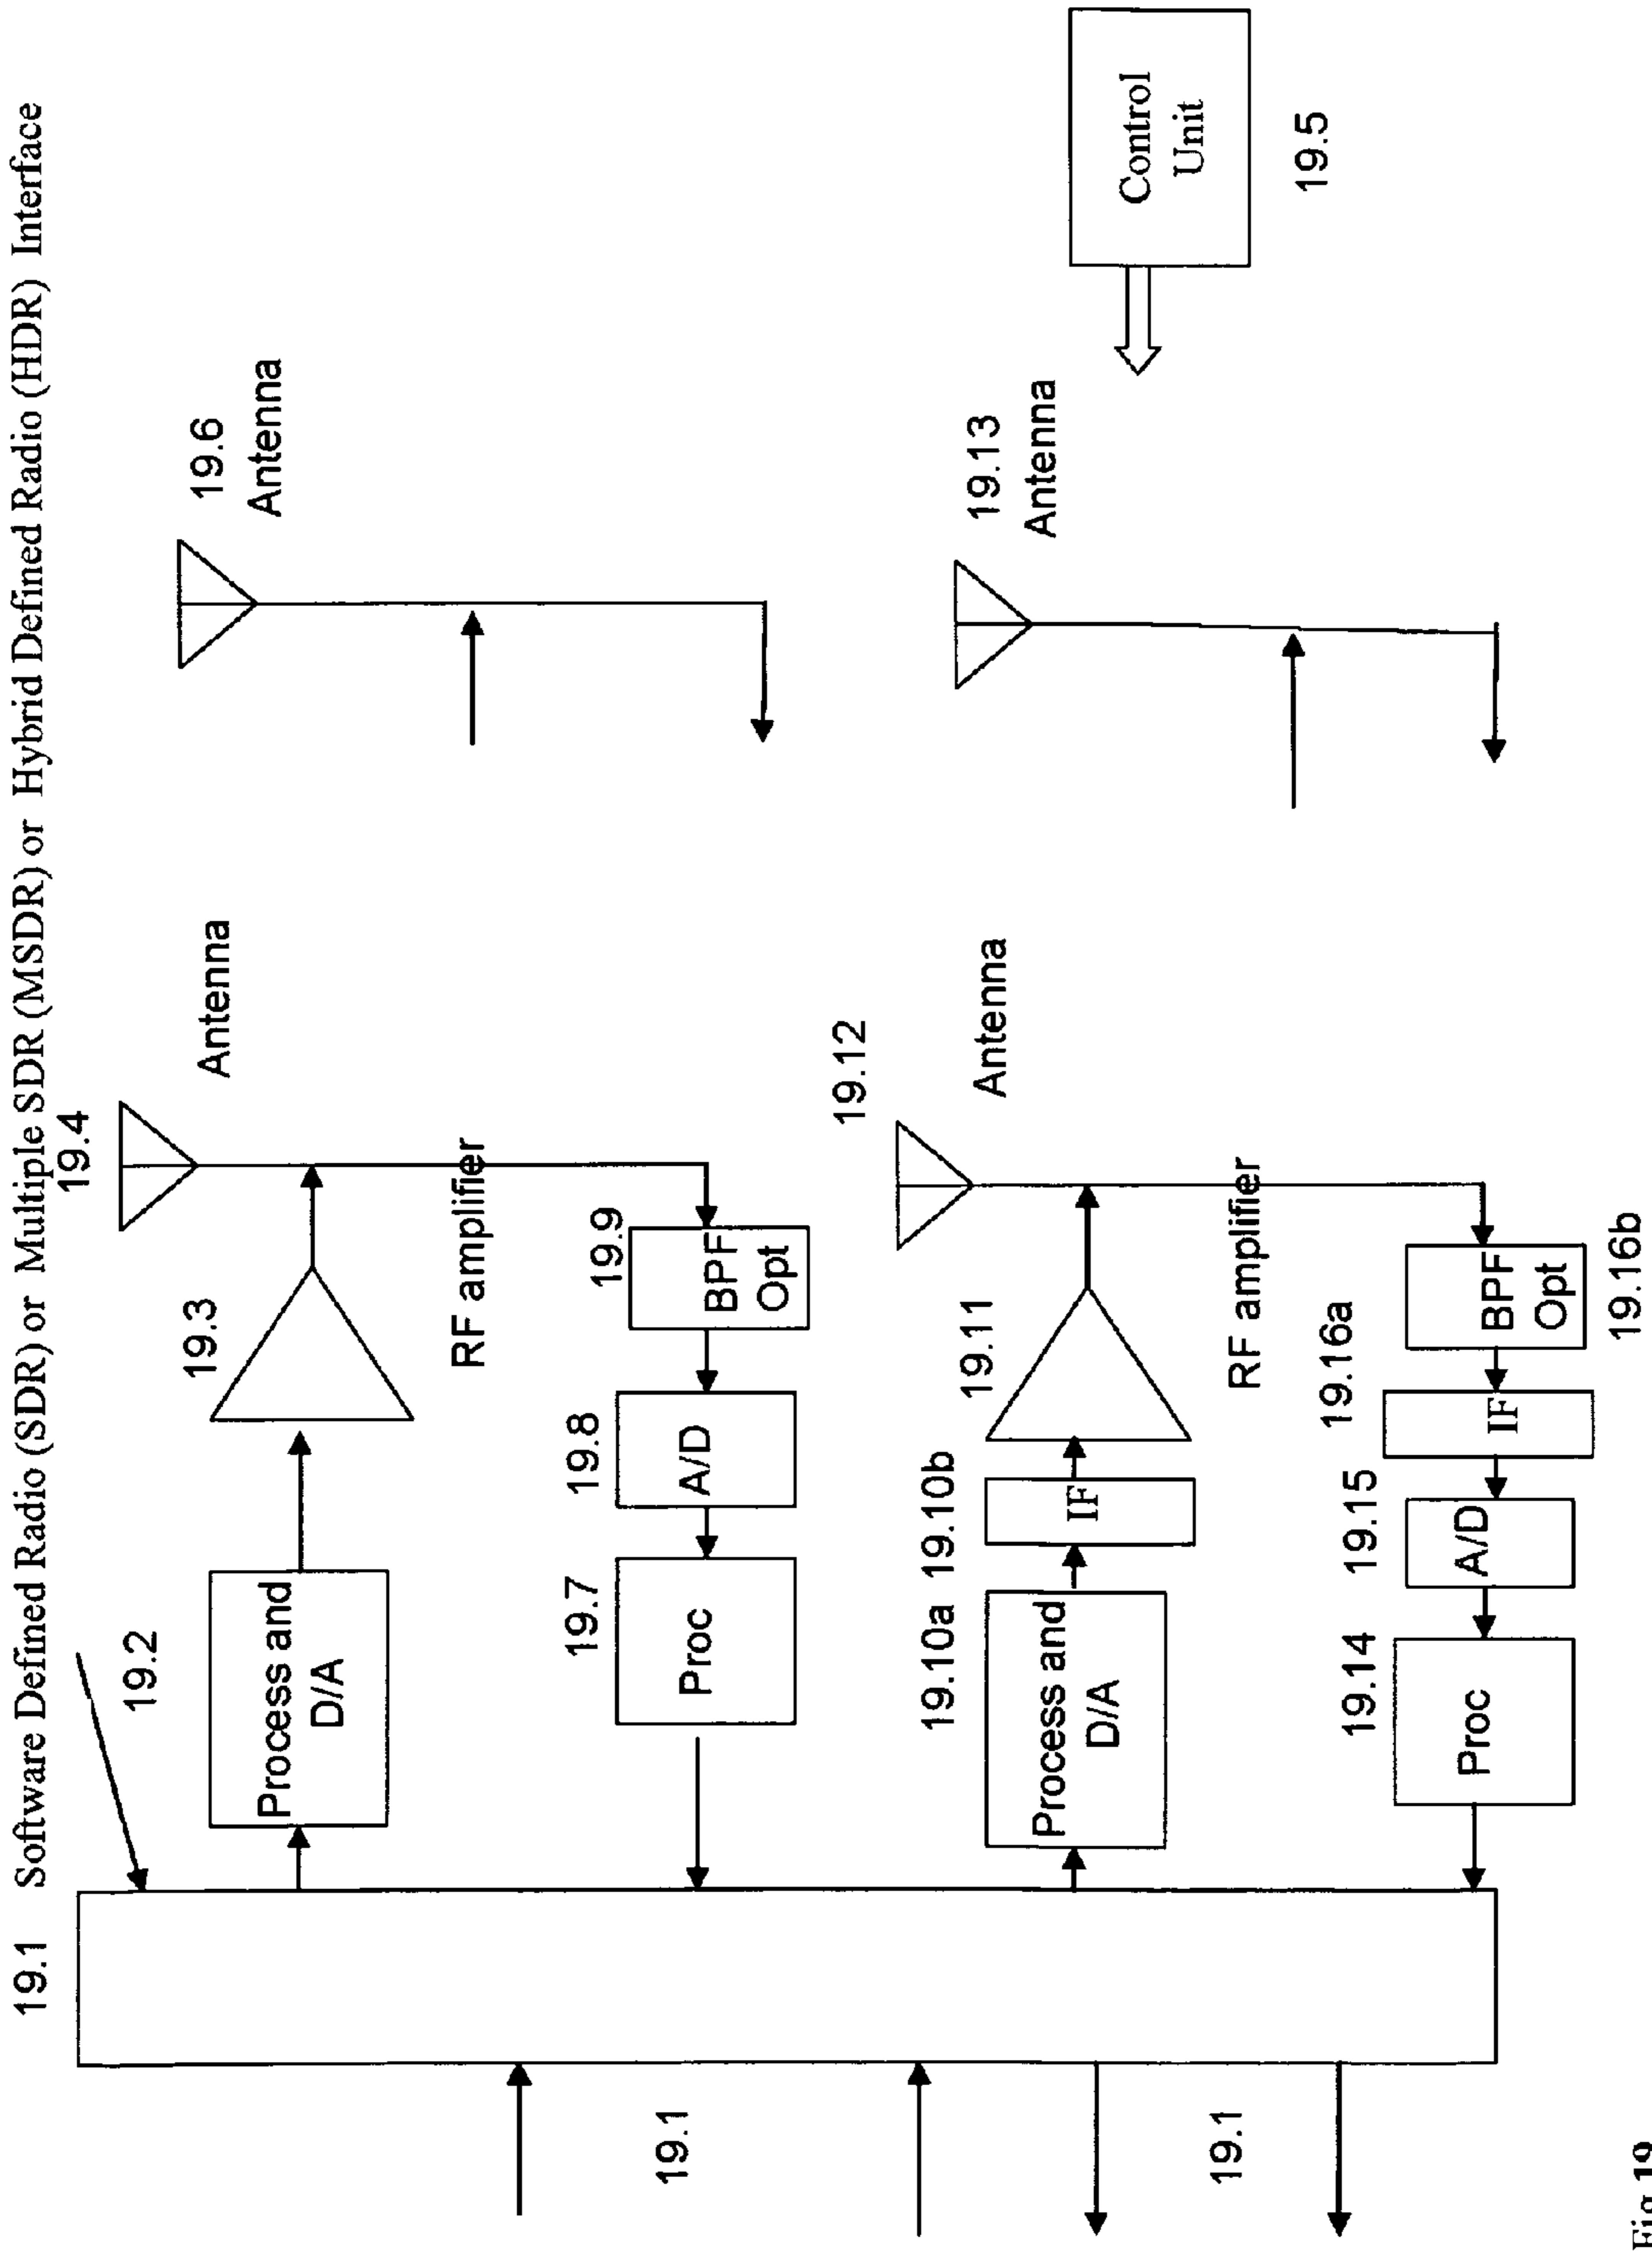 19.1 Software Defined Radio (SDR) or Multiple SDR (MSDR) or Hybrid Defined Radio (HDR) Interface
19.4
Antenna
19.6
Antenna
19.2
19.3
Process and
D/A
RF amplifier
19.7
19.8
19.9
Proc
A/D
BPF
Opt
19.12
Antenna
19.13
Antenna
Control
Unit
19.5
19.1
19.10a
19.10b
19.11
Process and
D/A
IF
RF amplifier
19.14
19.15
19.16a
Proc
A/D
IF
BPF
Opt
19.16b
19.1
Fig 19